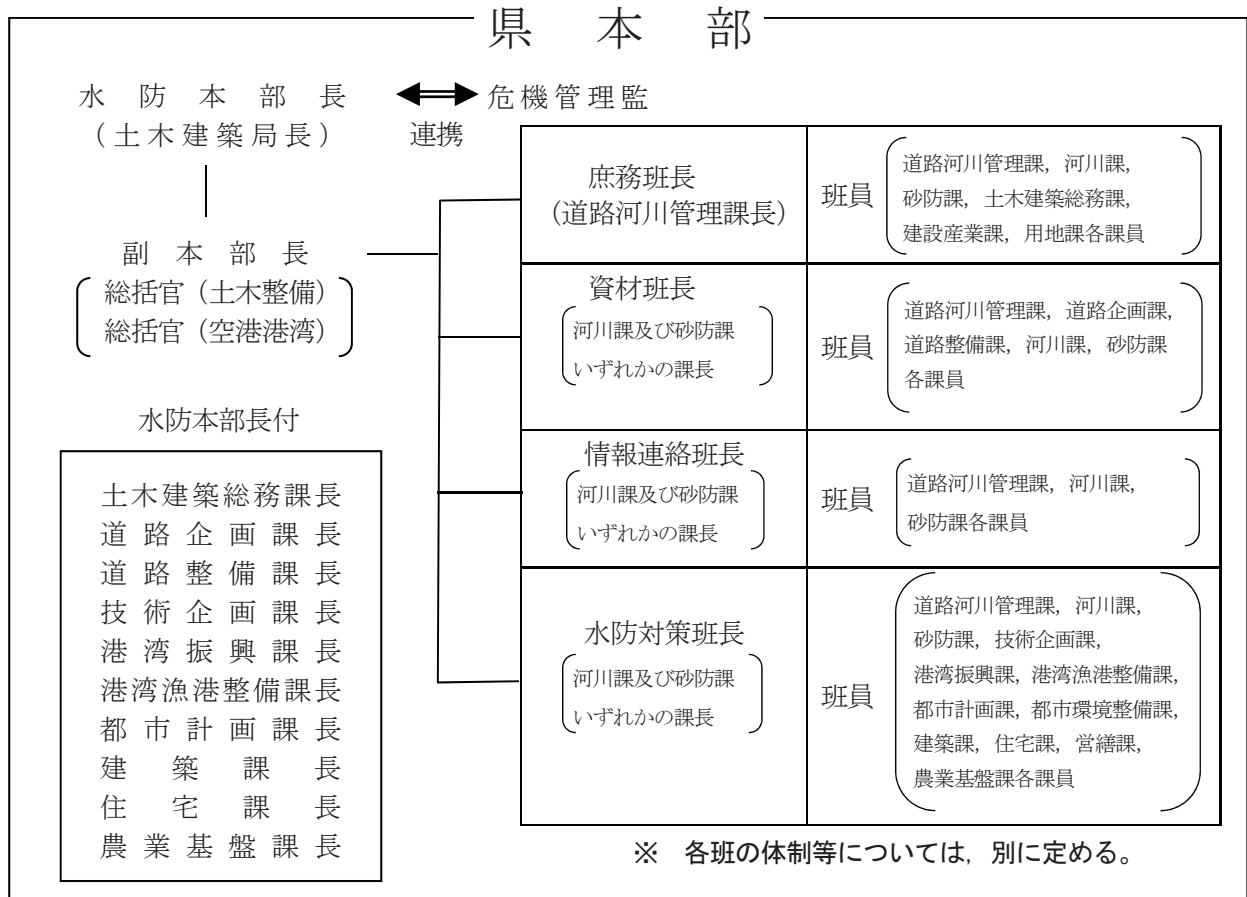 県 本 部
水 防 本 部 長
（土木建築局長）
連携
危機管理監
副 本 部 長
総括官（土木整備）
総括官（空港港湾）
水防本部長付
土木建築総務課長
道 路 企 画 課 長
道 路 整 備 課 長
技 術 企 画 課 長
港 湾 振 興 課 長
港湾漁港整備課長
都 市 計 画 課 長
建 築 課 長
住 宅 課 長
農 業 基 盤 課 長
庶務班長
（道路河川管理課長）
班員
道路河川管理課，河川課，
砂防課，土木建築総務課，
建設産業課，用地課各課員
資材班長
河川課及び砂防課
いずれかの課長
班員
道路河川管理課，道路企画課，
道路整備課，河川課，砂防課
各課員
情報連絡班長
河川課及び砂防課
いずれかの課長
班員
道路河川管理課，河川課，
砂防課各課員
水防対策班長
河川課及び砂防課
いずれかの課長
班員
道路河川管理課，河川課，
砂防課，技術企画課，
港湾振興課，港湾漁港整備課，
都市計画課，都市環境整備課，
建築課，住宅課，営繕課，
農業基盤課各課員
※ 各班の体制等については，別に定める。